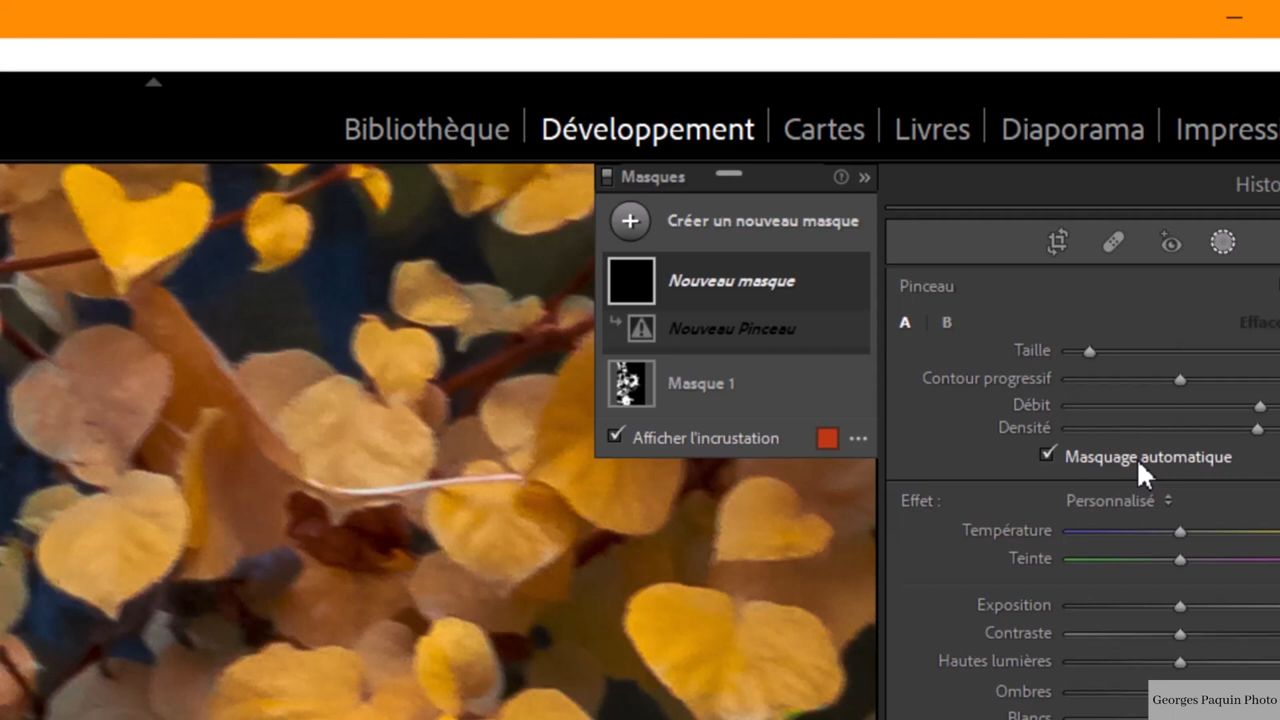 Bibliothèque | Développement | Cartes | Livres | Diaporama | Impress
Masques
Histo
Créer un nouveau masque
Nouveau masque
Nouveau Pinceau
Masque 1
Afficher l'incrustation
Pinceau
A | B Effac
Taille
Contour progressif
Débit
Densité
Masquage automatique
Effet : Personnalisé
Température
Teinte
Exposition
Contraste
Hautes lumières
Ombres
Blancs
Georges Paquin Photo